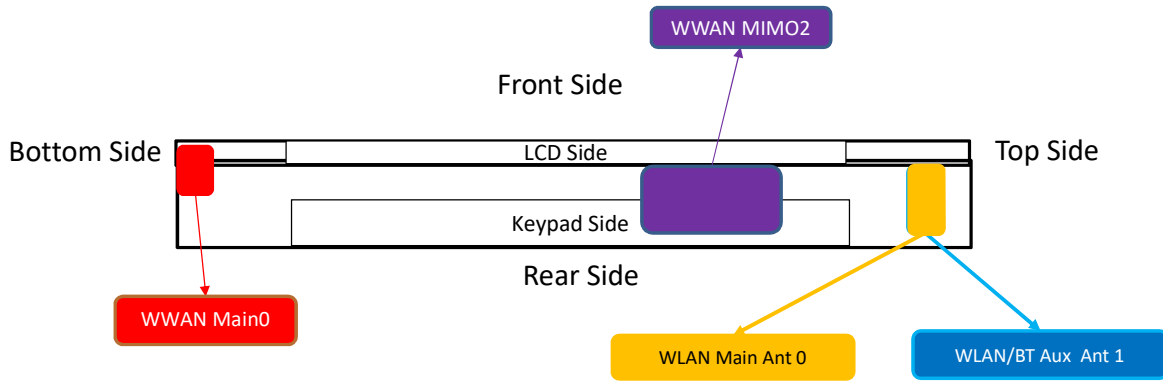 WWAN MIMO2
Front Side
Bottom Side
LCD Side
Top Side
Keypad Side
Rear Side
WWAN Main0
WLAN Main Ant 0
WLAN/BT Aux  Ant 1